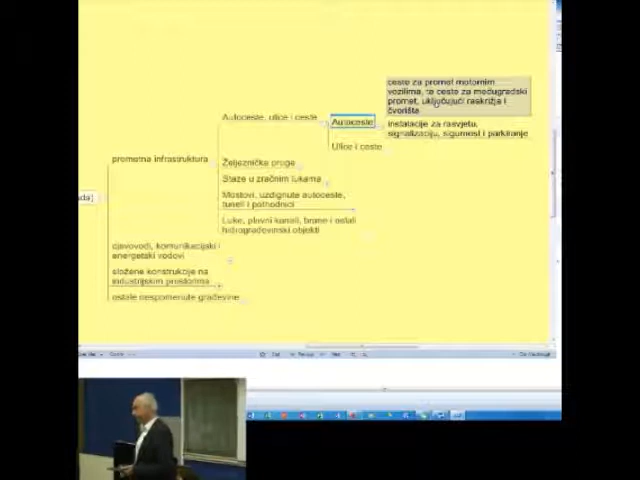 ceste za promet motornim
vozilima, te ceste za međugradski
promet, uključujući raskrižja i
čvorišta
Autoceste, ulice i ceste
Autoceste
instalacije za rasvjetu,
signalizaciju, sigurnost i parkiranje
Ulice i ceste
prometna infrastruktura
Željezničke pruge
Staze u zračnim lukama
Mostovi, uzdignute autoceste,
tuneli i pothodnici
Luke, plovni kanali, brane i ostali
hidrograđevinski objekti
cjevovodi, komunikacijski i
energetski vodovi
složene konstrukcije na
industrijskim prostorima
ostale nespomenute građevine